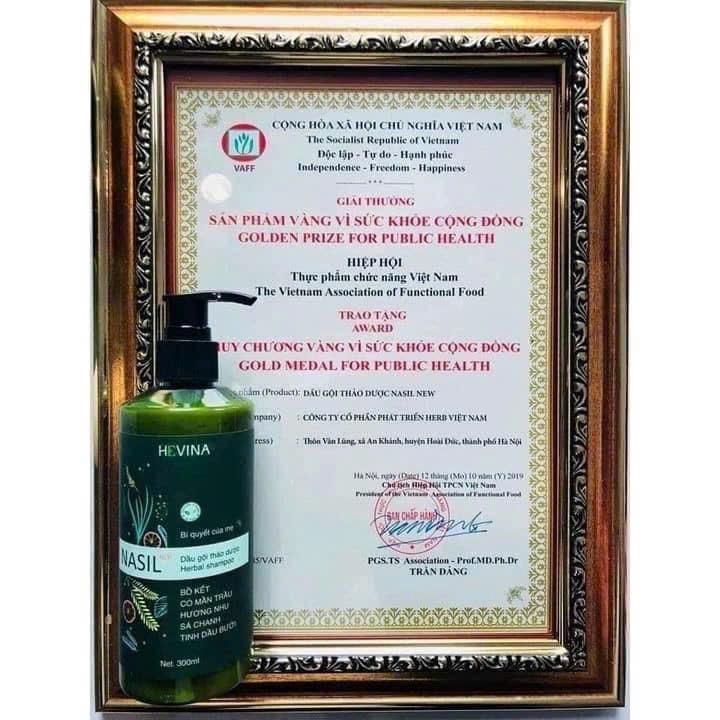 CỘNG HÒA XÃ HỘI CHỦ NGHĨA VIỆT NAM
The Socialist Republic of Vietnam
Độc lập - Tự do - Hạnh phúc
Independence - Freedom - Happiness
VAFF
GIẢI THƯỞNG
SẢN PHẨM VÀNG VÌ SỨC KHỎE CỘNG ĐỒNG
GOLDEN PRIZE FOR PUBLIC HEALTH
HIỆP HỘI
Thực phẩm chức năng Việt Nam
The Vietnam Association of Functional Food
TRAO TẶNG
AWARD
HUY CHƯƠNG VÀNG VÌ SỨC KHỎE CỘNG ĐỒNG
GOLD MEDAL FOR PUBLIC HEALTH
phẩm (Product): DẦU GỘI THẢO DƯỢC NASIL NEW
: CÔNG TY CỔ PHẦN PHÁT TRIỂN HERB VIỆT NAM
: Thôn Vân Lũng, xã An Khánh, huyện Hoài Đức, thành phố Hà Nội
Hà Nội, ngày (Date) 12 tháng (Mo) 10 năm (Y) 2019
Chủ tịch Hiệp Hội TPCN Việt Nam
President of the Vietnam Association of Functional Food
BAN CHẤP HÀNH
/VAFF
PGS.TS Association - Prof.MD.Ph.Dr
TRẦN ĐÁNG
HEVINA
Bí quyết của mẹ
NASIL
Dầu gội thảo dược
Herbal shampoo
BỒ KẾT
CỎ MẦN TRẦU
HƯƠNG NHU
SẢ CHANH
TINH DẦU BƯỞI
Net. 300ml